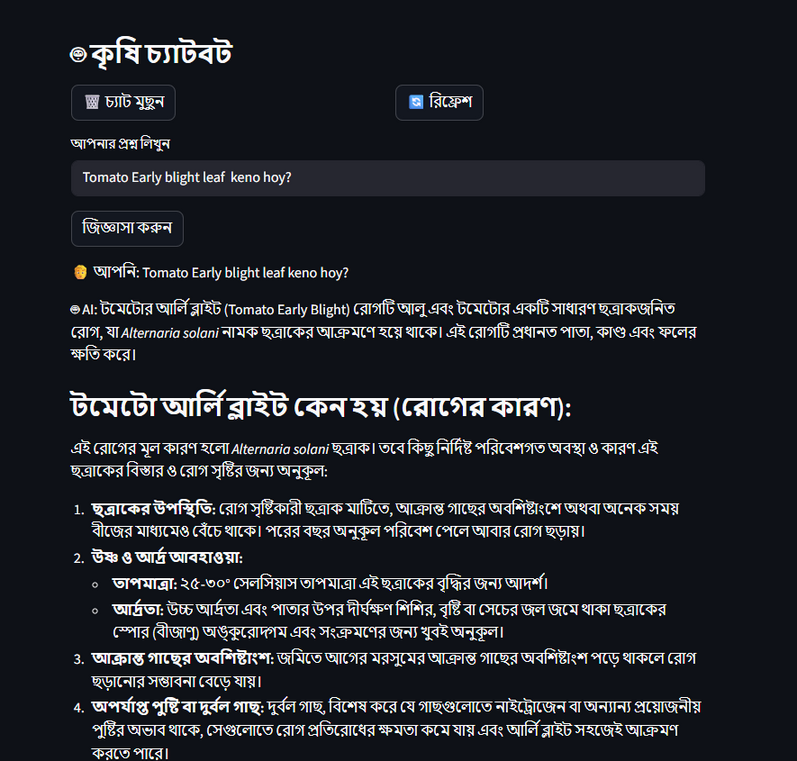 কৃষি চ্যাটবট
চ্যাট মুছুন
রিফ্রেশ
আপনার প্রশ্ন লিখুন
Tomato Early blight leaf keno hoy?
জিজ্ঞাসা করুন
আপনি: Tomato Early blight leaf keno hoy?
AI: টমেটোর আর্লি ব্লাইট (Tomato Early Blight) রোগটি আলু এবং টমেটোর একটি সাধারণ ছত্রাকজনিত
রোগ, যা Alternaria solani নামক ছত্রাকের আক্রমণে হয়ে থাকে। এই রোগটি প্রধানত পাতা, কাণ্ড এবং ফলের
ক্ষতি করে।
টমেটো আর্লি ব্লাইট কেন হয় (রোগের কারণ):
এই রোগের মূল কারণ হলো Alternaria solani ছত্রাক। তবে কিছু নির্দিষ্ট পরিবেশগত অবস্থা ও কারণ এই
ছত্রাকের বিস্তার ও রোগ সৃষ্টির জন্য অনুকূল:
1. ছত্রাকের উপস্থিতি: রোগ সৃষ্টিকারী ছত্রাক মাটিতে, আক্রান্ত গাছের অবশিষ্টাংশে অথবা অনেক সময়
বীজের মাধ্যমেও বেঁচে থাকে। পরের বছর অনুকূল পরিবেশ পেলে আবার রোগ ছড়ায়।
2. উষ্ণ ও আর্দ্র আবহাওয়া:
তাপমাত্রা: ২৫-৩০° সেলসিয়াস তাপমাত্রা এই ছত্রাকের বৃদ্ধির জন্য আদর্শ।
আর্দ্রতা: উচ্চ আর্দ্রতা এবং পাতার উপর দীর্ঘক্ষণ শিশির, বৃষ্টি বা সেচের জল জমে থাকা ছত্রাকের
স্পোর (বীজাণু) অঙ্কুরোদ্গম এবং সংক্রমণের জন্য খুবই অনুকূল।
3. আক্রান্ত গাছের অবশিষ্টাংশ: জমিতে আগের মরসুমের আক্রান্ত গাছের অবশিষ্টাংশ পড়ে থাকলে রোগ
ছড়ানোর সম্ভাবনা বেড়ে যায়।
4. অপর্যাপ্ত পুষ্টি বা দুর্বল গাছ: দুর্বল গাছ, বিশেষ করে যে গাছগুলোতে নাইট্রোজেন বা অন্যান্য প্রয়োজনীয়
পুষ্টির অভাব থাকে, সেগুলোতে রোগ প্রতিরোধের ক্ষমতা কমে যায় এবং আর্লি ব্লাইট সহজেই আক্রমণ
করতে পারে।